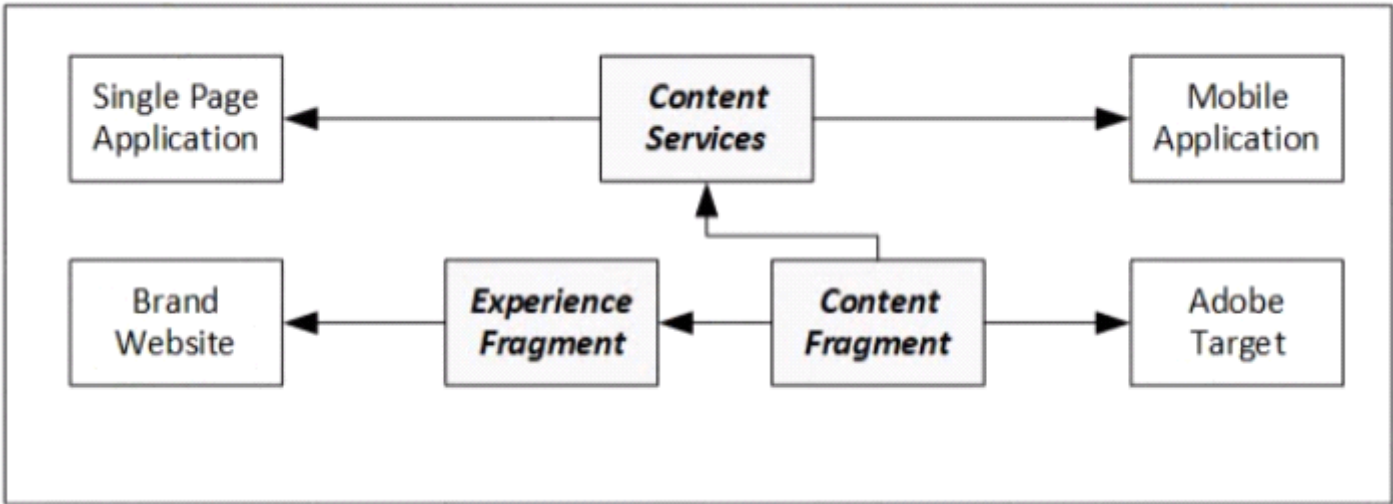 Single Page
Application
Content
Services
Mobile
Application
Brand
Website
Experience
Fragment
Content
Fragment
Adobe
Target